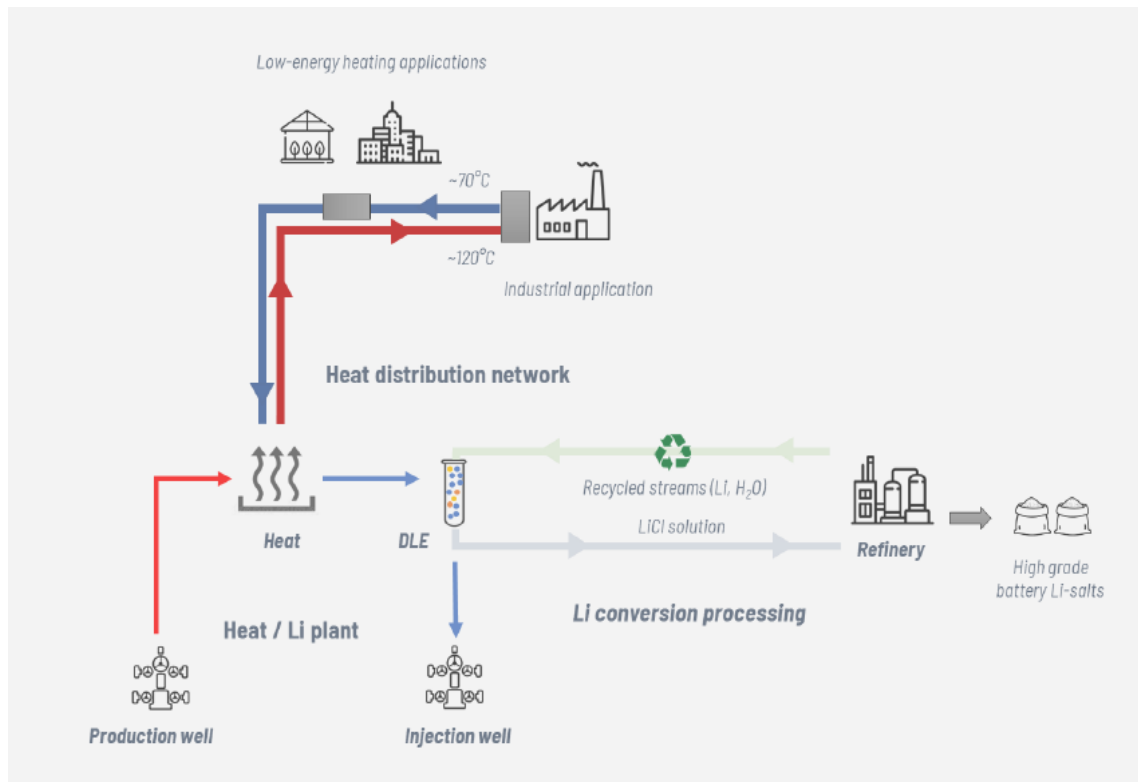 Low-energy heating applications
~70°C
~120°C
Industrial application
Heat distribution network
Recycled streams (Li, H₂O)
LiCl solution
Heat
DLE
Refinery
High grade
battery Li-salts
Li conversion processing
Heat / Li plant
Production well
Injection well